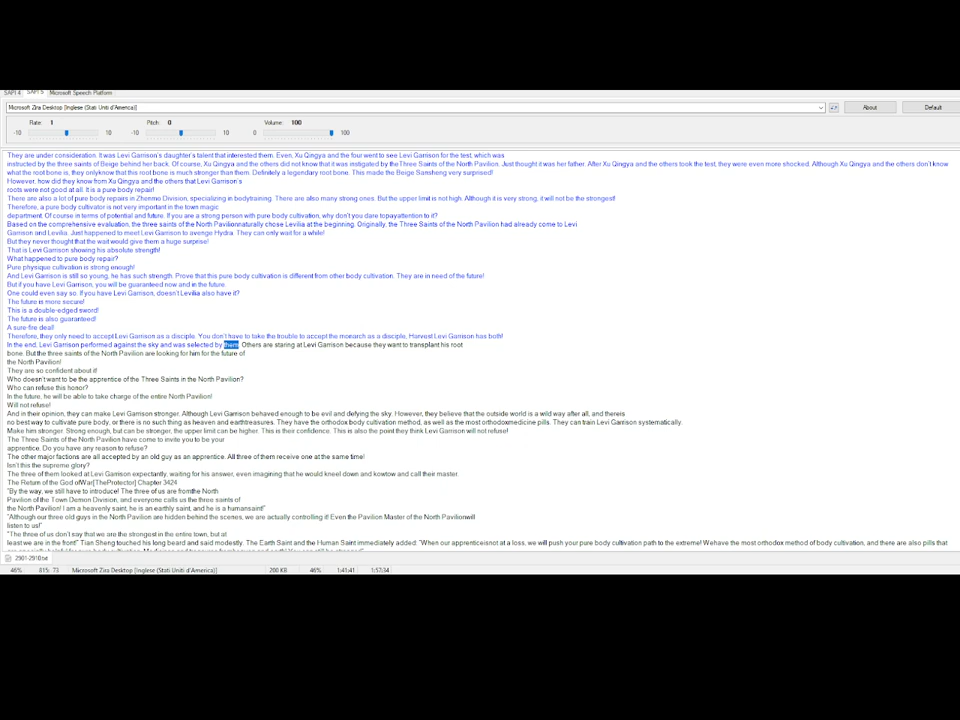 SAPI 4 SAPI 5 Microsoft Speech Platform
Microsoft Zira Desktop [Inglese (Stati Uniti d'America)] About Default
Rate: 1 Pitch: 0 Volume: 100
-10 10 -10 10 0 100
They are under consideration. It was Levi Garrison's daughter's talent that interested them. Even, Xu Qingya and the four went to see Levi Garrison for the test, which was
instructed by the three saints of Beige behind her back. Of course, Xu Qingya and the others did not know that it was instigated by the Three Saints of the North Pavilion. Just thought it was her father. After Xu Qingya and the others took the test, they were even more shocked. Although Xu Qingya and the others don't know
what the root bone is, they onlyknow that this root bone is much stronger than them. Definitely a legendary root bone. This made the Beige Sansheng very surprised!
However, how did they know from Xu Qingya and the others that Levi Garrison's
roots were not good at all. It is a pure body repair!
There are also a lot of pure body repairs in Zhenmo Division, specializing in bodytraining. There are also many strong ones. But the upper limit is not high. Although it is very strong, it will not be the strongest!
Therefore, a pure body cultivator is not very important in the town magic
department. Of course in terms of potential and future. If you are a strong person with pure body cultivation, why don't you dare topayattention to it?
Based on the comprehensive evaluation, the three saints of the North Pavilionnaturally chose Levilia at the beginning. Originally, the Three Saints of the North Pavilion had already come to Levi
Garrison and Levilia. Just happened to meet Levi Garrison to avenge Hydra. They can only wait for a while!
But they never thought that the wait would give them a huge surprise!
That is Levi Garrison showing his absolute strength!
What happened to pure body repair?
Pure physique cultivation is strong enough!
And Levi Garrison is still so young, he has such strength. Prove that this pure body cultivation is different from other body cultivation. They are in need of the future!
But if you have Levi Garrison, you will be guaranteed now and in the future.
One could even say so. If you have Levi Garrison, doesn't Levilia also have it?
The future is more secure!
This is a double-edged sword!
The future is also guaranteed!
A sure-fire deal!
Therefore, they only need to accept Levi Garrison as a disciple. You don't have to take the trouble to accept the monarch as a disciple, Harvest Levi Garrison has both!
In the end, Levi Garrison performed against the sky and was selected by them. Others are staring at Levi Garrison because they want to transplant his root
bone. But the three saints of the North Pavilion are looking for him for the future of
the North Pavilion!
They are so confident about it!
Who doesn't want to be the apprentice of the Three Saints in the North Pavilion?
Who can refuse this honor?
In the future, he will be able to take charge of the entire North Pavilion!
Will not refuse!
And in their opinion, they can make Levi Garrison stronger. Although Levi Garrison behaved enough to be evil and defying the sky. However, they believe that the outside world is a wild way after all, and thereis
no best way to cultivate pure body, or there is no such thing as heaven and earthtreasures. They have the orthodox body cultivation method, as well as the most orthodoxmedicine pills. They can train Levi Garrison systematically.
Make him stronger. Strong enough, but can be stronger, the upper limit can be higher. This is their confidence. This is also the point they think Levi Garrison will not refuse!
The Three Saints of the North Pavilion have come to invite you to be your
apprentice. Do you have any reason to refuse?
The other major factions are all accepted by an old guy as an apprentice. All three of them receive one at the same time!
Isn't this the supreme glory?
The three of them looked at Levi Garrison expectantly, waiting for his answer, even imagining that he would kneel down and kowtow and call their master.
The Return of the God ofWar[TheProtector] Chapter 3424
"By the way, we still have to introduce! The three of us are fromthe North
Pavilion of the Town Demon Division, and everyone calls us the three saints of
the North Pavilion! I am a heavenly saint, he is an earthly saint, and he is a humansaint!"
"Although our three old guys in the North Pavilion are hidden behind the scenes, we are actually controlling it! Even the Pavilion Master of the North Pavilionwill
listen to us!"
"The three of us don't say that we are the strongest in the entire town, but at
least we are in the front!" Tian Sheng touched his long beard and said modestly. The Earth Saint and the Human Saint immediately added: "When our apprenticeisnot at a loss, we will push your pure body cultivation path to the extreme! Wehave the most orthodox method of body cultivation, and there are also pills that
2901-2910.txt
46% 815: 73 Microsoft Zira Desktop [Inglese (Stati Uniti d'America)] 200 KB 46% 1:41:41 1:57:34